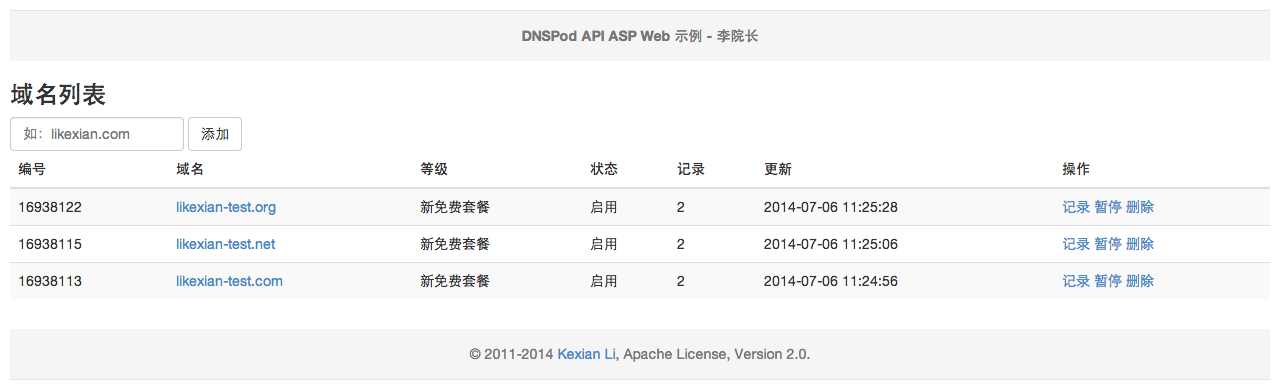 DNSPod API ASP Web 示例 - 李院长
域名列表
如：likexian.com 添加
编号 域名 等级 状态 记录 更新 操作
16938122 likexian-test.org 新免费套餐 启用 2 2014-07-06 11:25:28 记录 暂停 删除
16938115 likexian-test.net 新免费套餐 启用 2 2014-07-06 11:25:06 记录 暂停 删除
16938113 likexian-test.com 新免费套餐 启用 2 2014-07-06 11:24:56 记录 暂停 删除
© 2011-2014 Kexian Li, Apache License, Version 2.0.